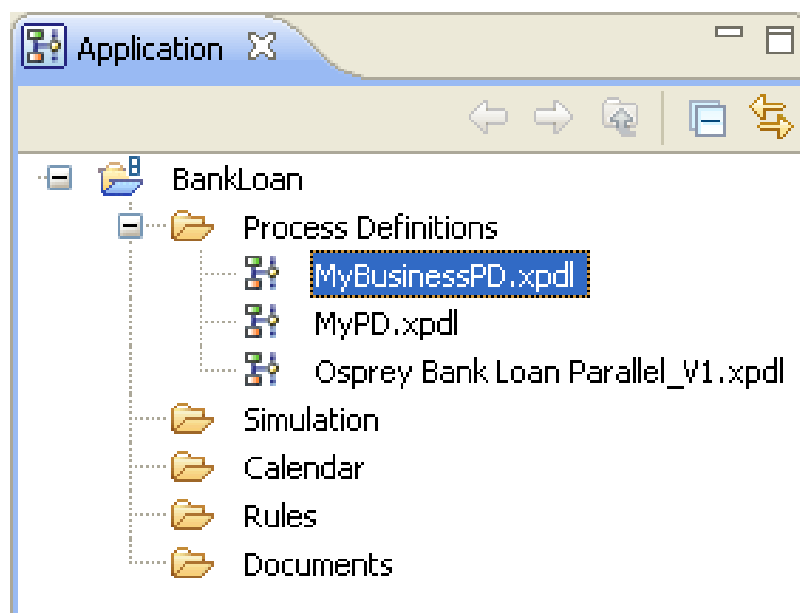 Application
BankLoan
Process Definitions
MyBusinessPD.xpdl
MyPD.xpdl
Osprey Bank Loan Parallel_V1.xpdl
Simulation
Calendar
Rules
Documents